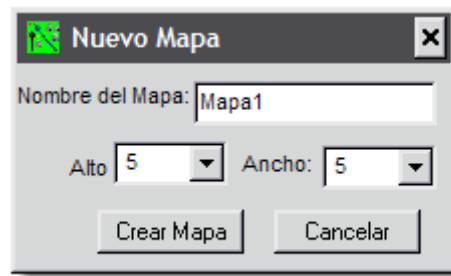 Nuevo Mapa
Nombre del Mapa: Mapa1
Alto 5 Ancho: 5
Crear Mapa Cancelar